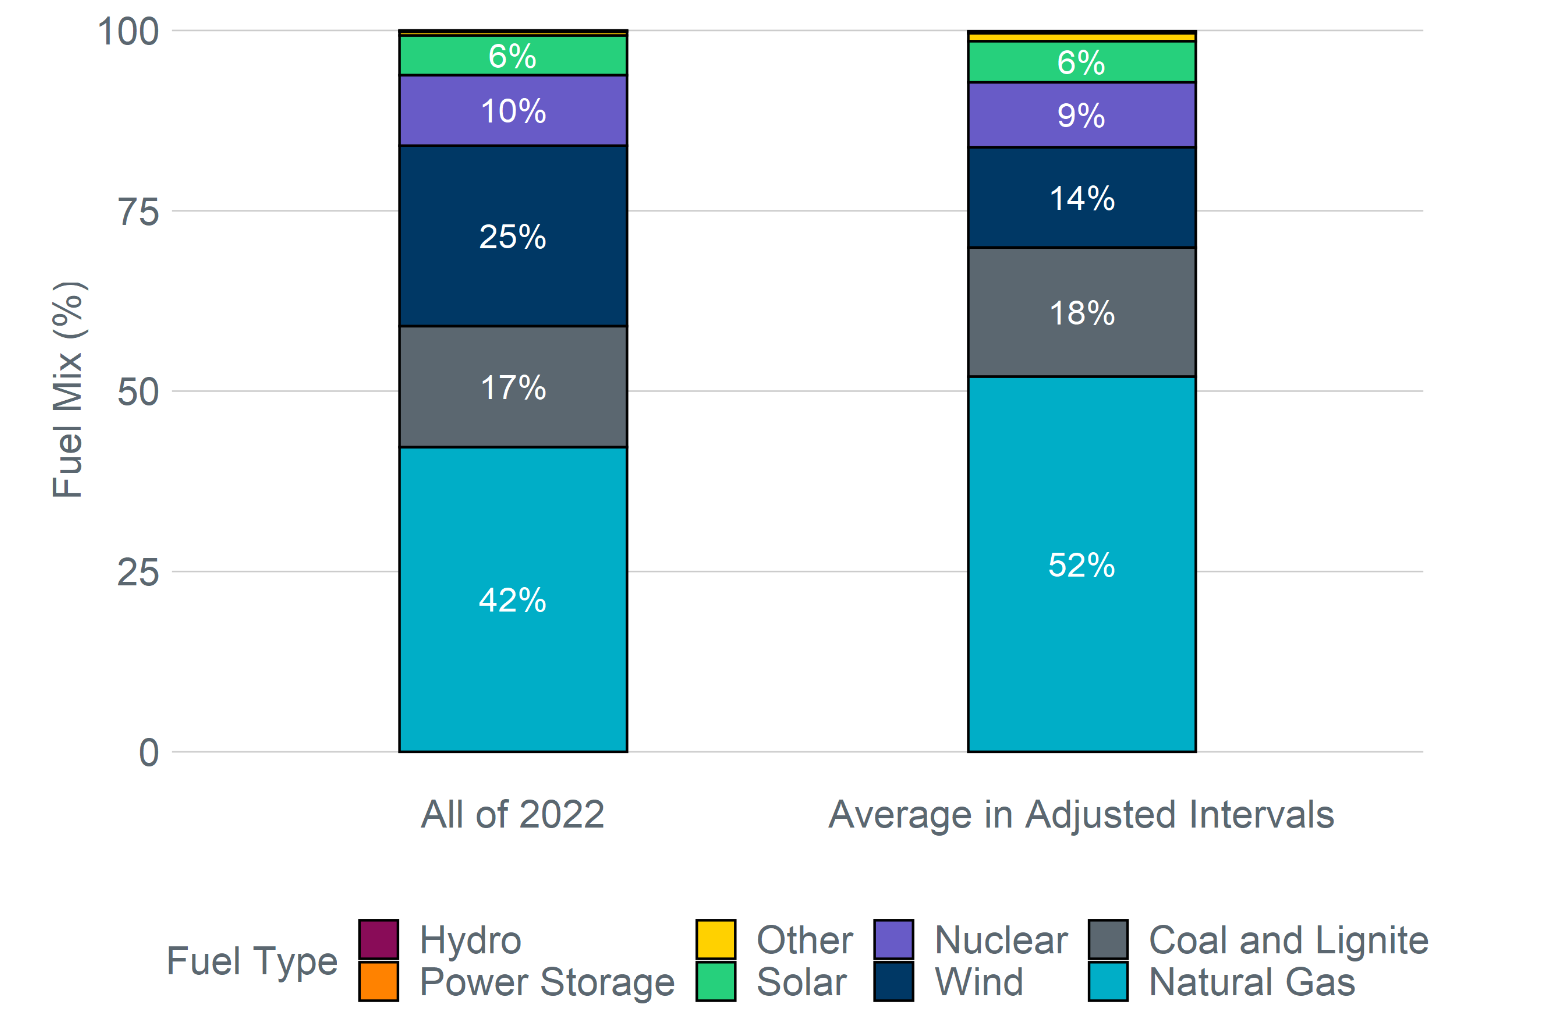 100
75
50
25
0
Fuel Mix (%)
6%
10%
25%
17%
42%
6%
9%
14%
18%
52%
All of 2022
Average in Adjusted Intervals
Fuel Type
Hydro
Other
Nuclear
Coal and Lignite
Power Storage
Solar
Wind
Natural Gas